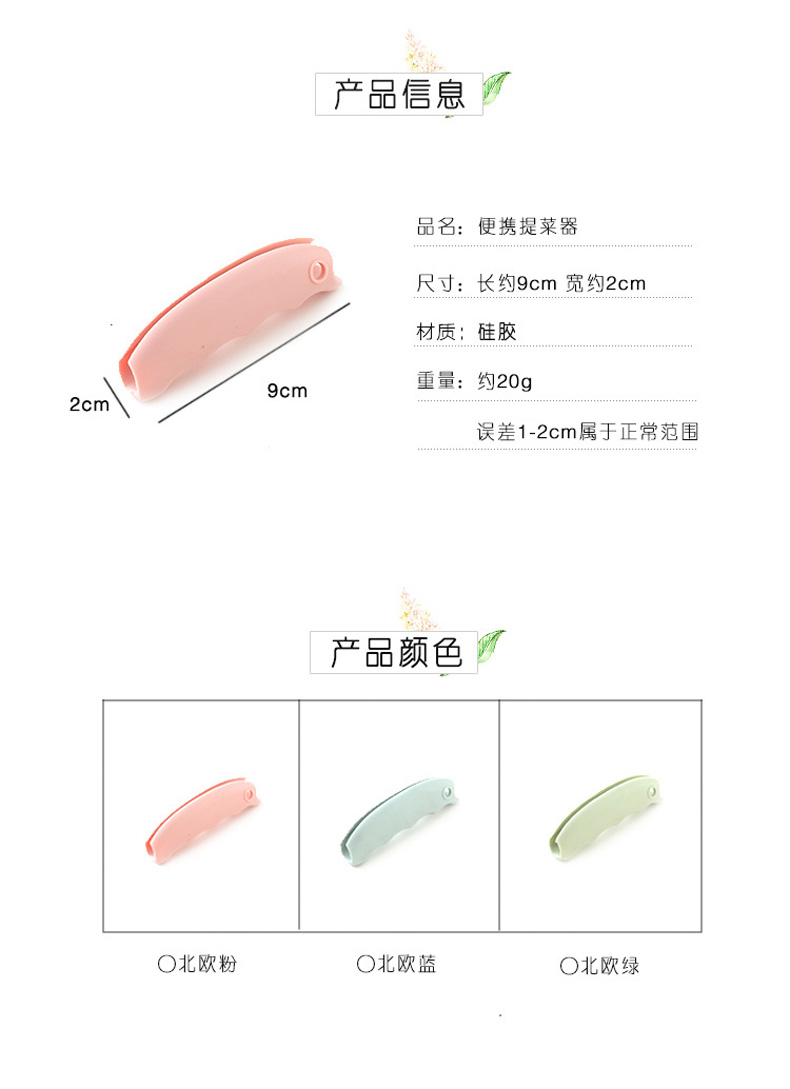 产品信息
品名：便携提菜器
尺寸：长约9cm 宽约2cm
材质：硅胶
重量：约20g
误差1-2cm属于正常范围
2cm
9cm
产品颜色
〇北欧粉
〇北欧蓝
〇北欧绿